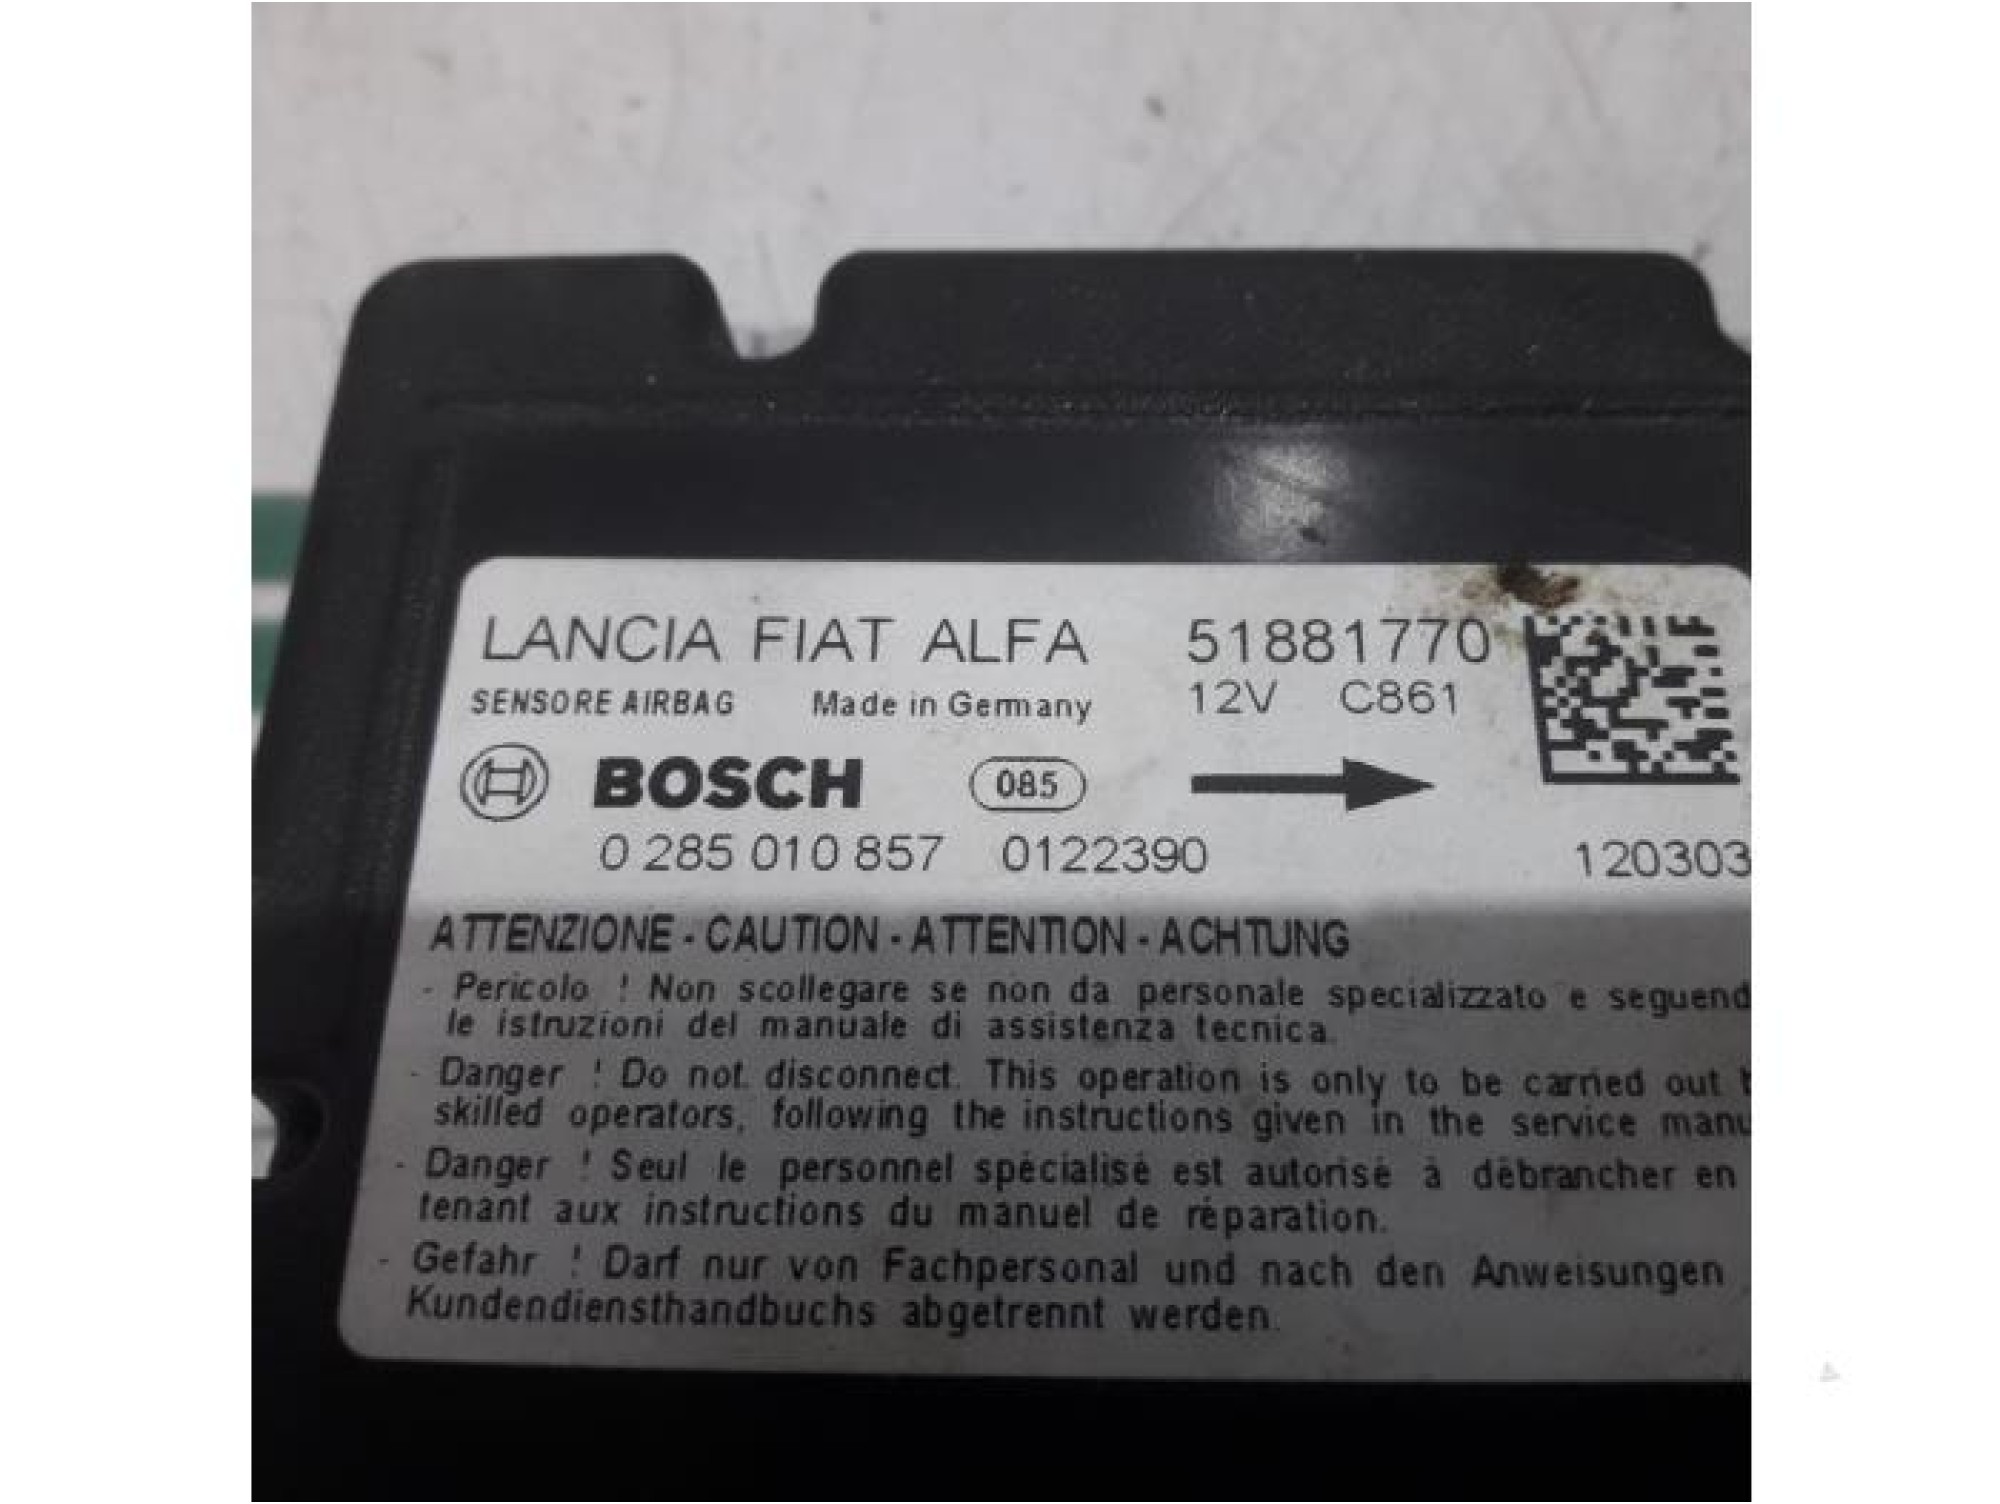 LANCIA FIAT ALFA 51881770
SENSORE AIRBAG Made in Germany 12V C861
BOSCH 085
0 285 010 857 0122390 120303
ATTENZIONE - CAUTION - ATTENTION - ACHTUNG
- Pericolo ! Non scollegare se non da personale specializzato e seguend
le istruzioni del manuale di assistenza tecnica.
- Danger ! Do not disconnect. This operation is only to be carried out
skilled operators, following the instructions given in the service manu
- Danger ! Seul le personnel spécialisé est autorisé à débrancher en
tenant aux instructions du manuel de réparation.
- Gefahr ! Darf nur von Fachpersonal und nach den Anweisungen
Kundendiensthandbuchs abgetrennt werden.